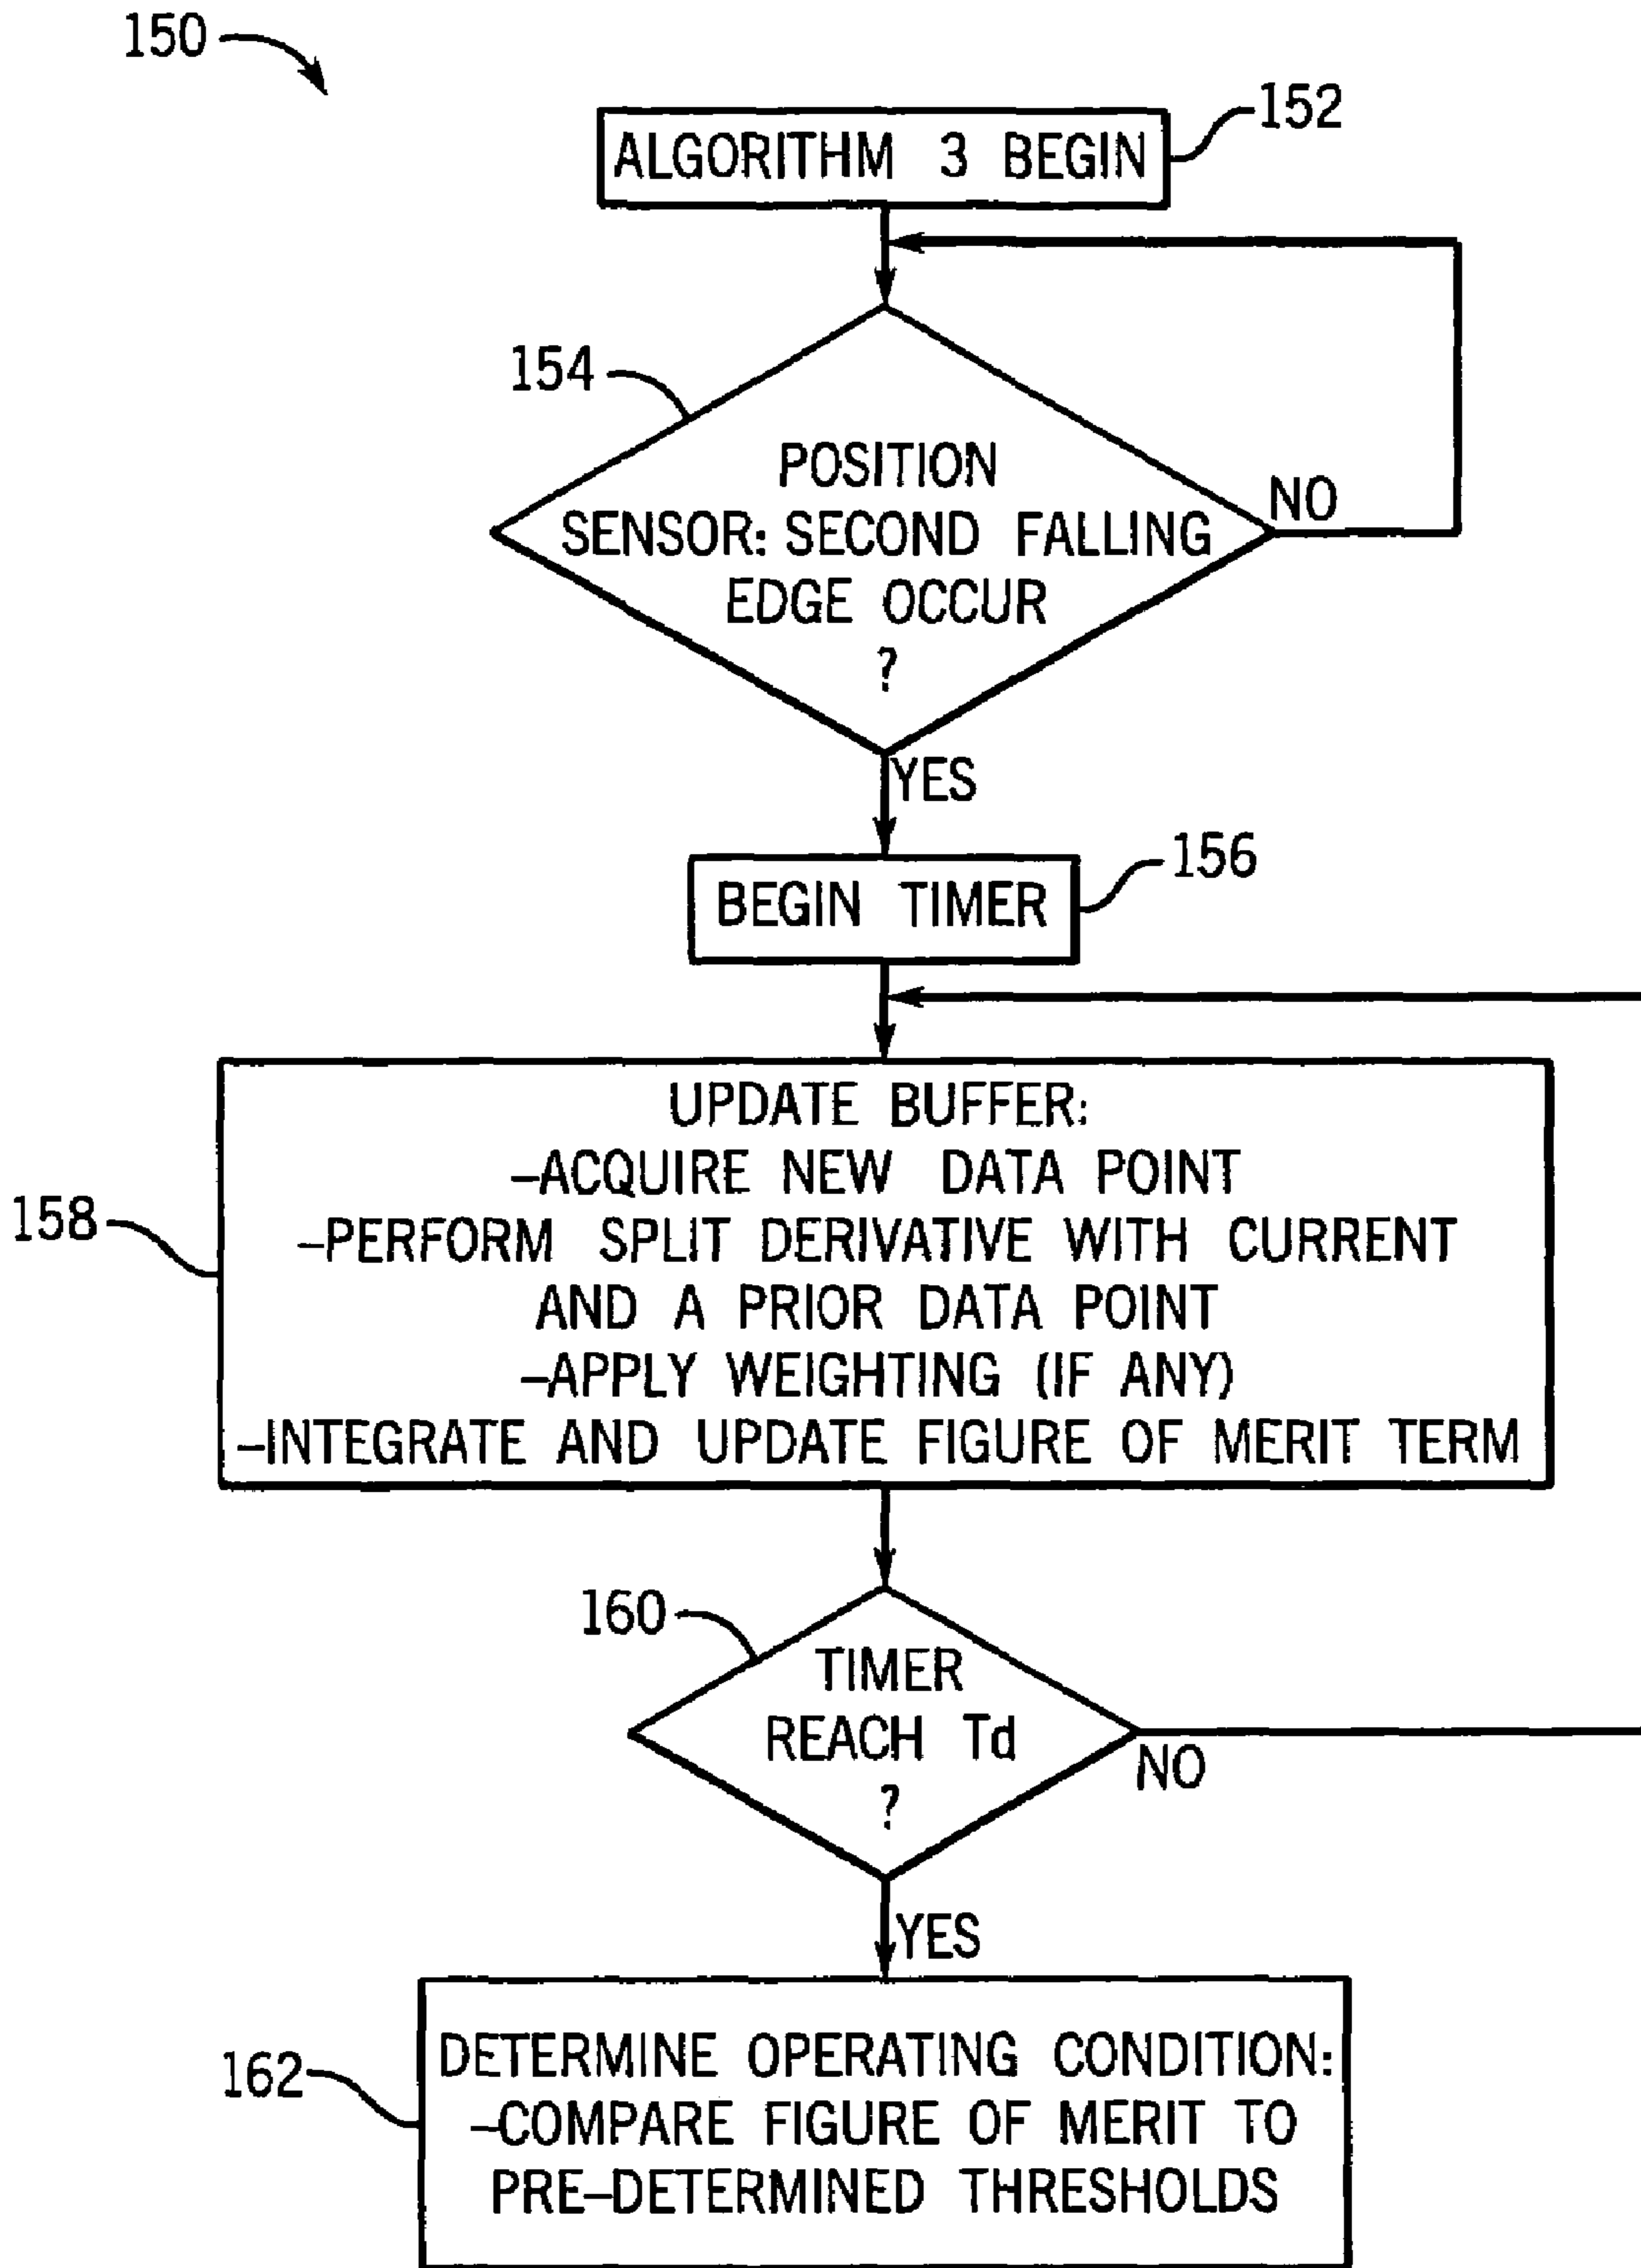 150
152
ALGORITHM 3 BEGIN
154
POSITION
SENSOR: SECOND FALLING
EDGE OCCUR
?
NO
YES
156
BEGIN TIMER
158
UPDATE BUFFER:
–ACQUIRE NEW DATA POINT
–PERFORM SPLIT DERIVATIVE WITH CURRENT
AND A PRIOR DATA POINT
–APPLY WEIGHTING (IF ANY)
–INTEGRATE AND UPDATE FIGURE OF MERIT TERM
160
TIMER
REACH Td
?
NO
YES
162
DETERMINE OPERATING CONDITION:
–COMPARE FIGURE OF MERIT TO
PRE–DETERMINED THRESHOLDS